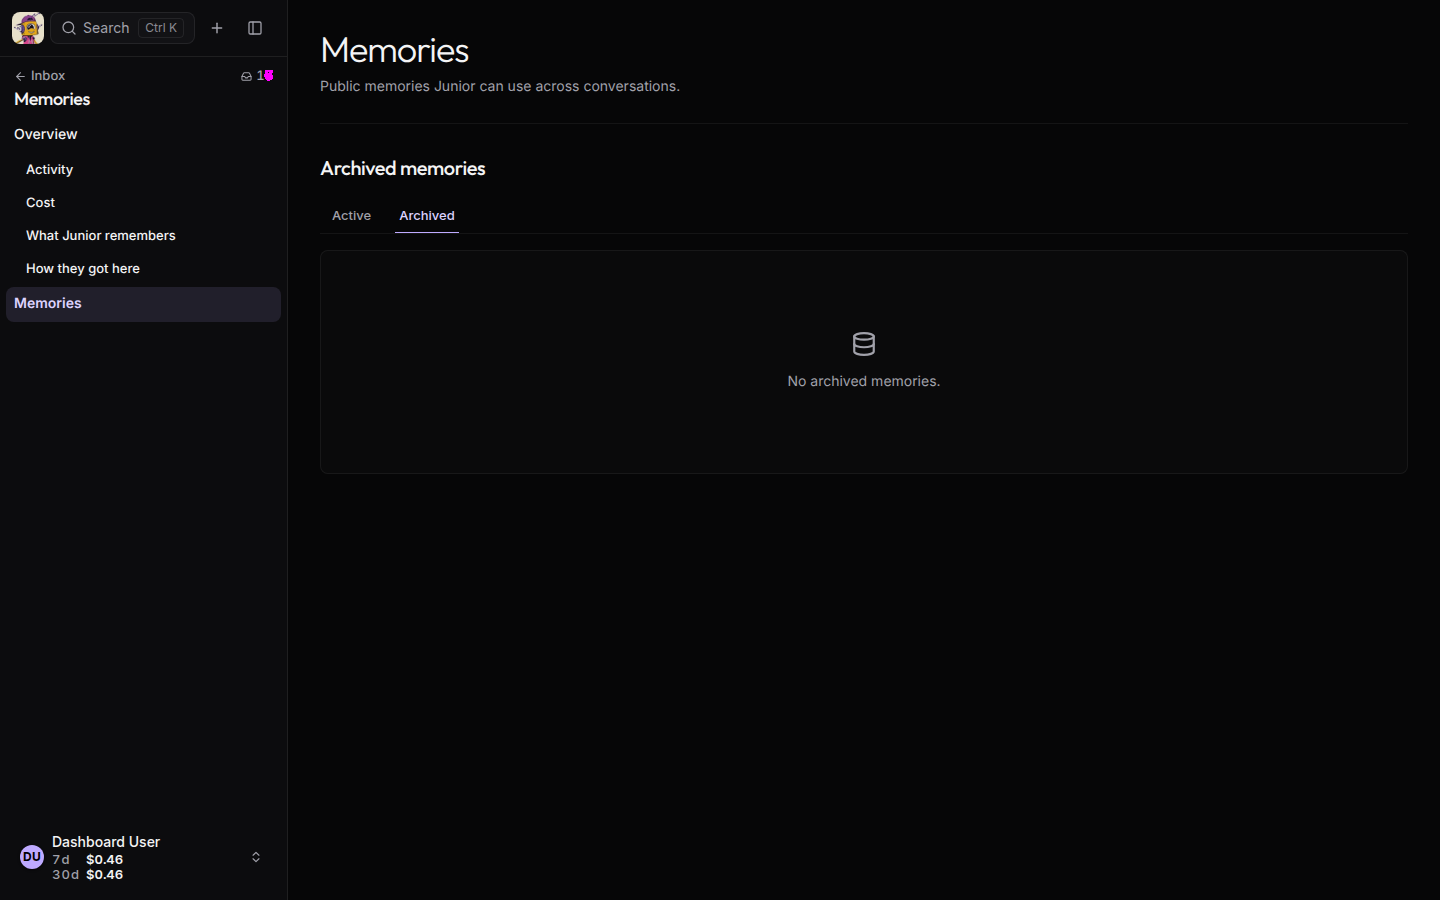 Search Ctrl K
Inbox
Memories
Overview
Activity
Cost
What Junior remembers
How they got here
Memories
Dashboard User
DU
7d $0.46
30d $0.46
Memories
Public memories Junior can use across conversations.
Archived memories
Active Archived
No archived memories.